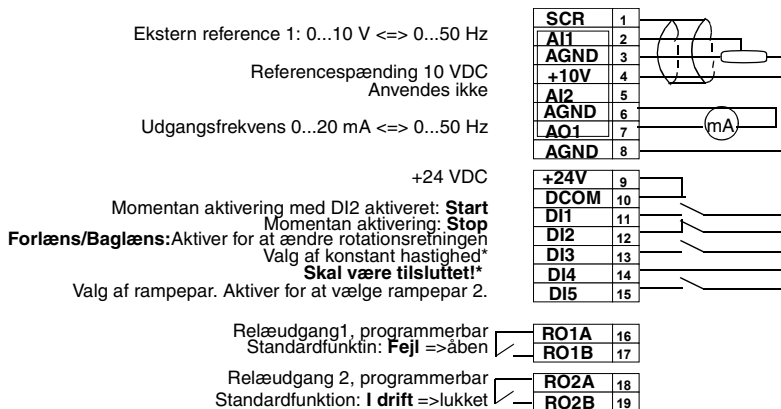 SCR 1
Ekstern reference 1: 0...10 V <=> 0...50 Hz AI1 2
AGND 3
Referencespænding 10 VDC +10V 4
Anvendes ikke AI2 5
AGND 6
Udgangsfrekvens 0...20 mA <=> 0...50 Hz AO1 7 mA
AGND 8
+24 VDC +24V 9
DCOM 10
Momentan aktivering med DI2 aktiveret: Start DI1 11
Momentan aktivering: Stop DI2 12
Forlæns/Baglæns:Aktiver for at ændre rotationsretningen
Valg af konstant hastighed* DI3 13
Skal være tilsluttet!* DI4 14
Valg af rampepar. Aktiver for at vælge rampepar 2. DI5 15
Relæudgang1, programmerbar RO1A 16
Standardfunktin: Fejl =>åben RO1B 17
Relæudgang 2, programmerbar RO2A 18
Standardfunktion: I drift =>lukket RO2B 19